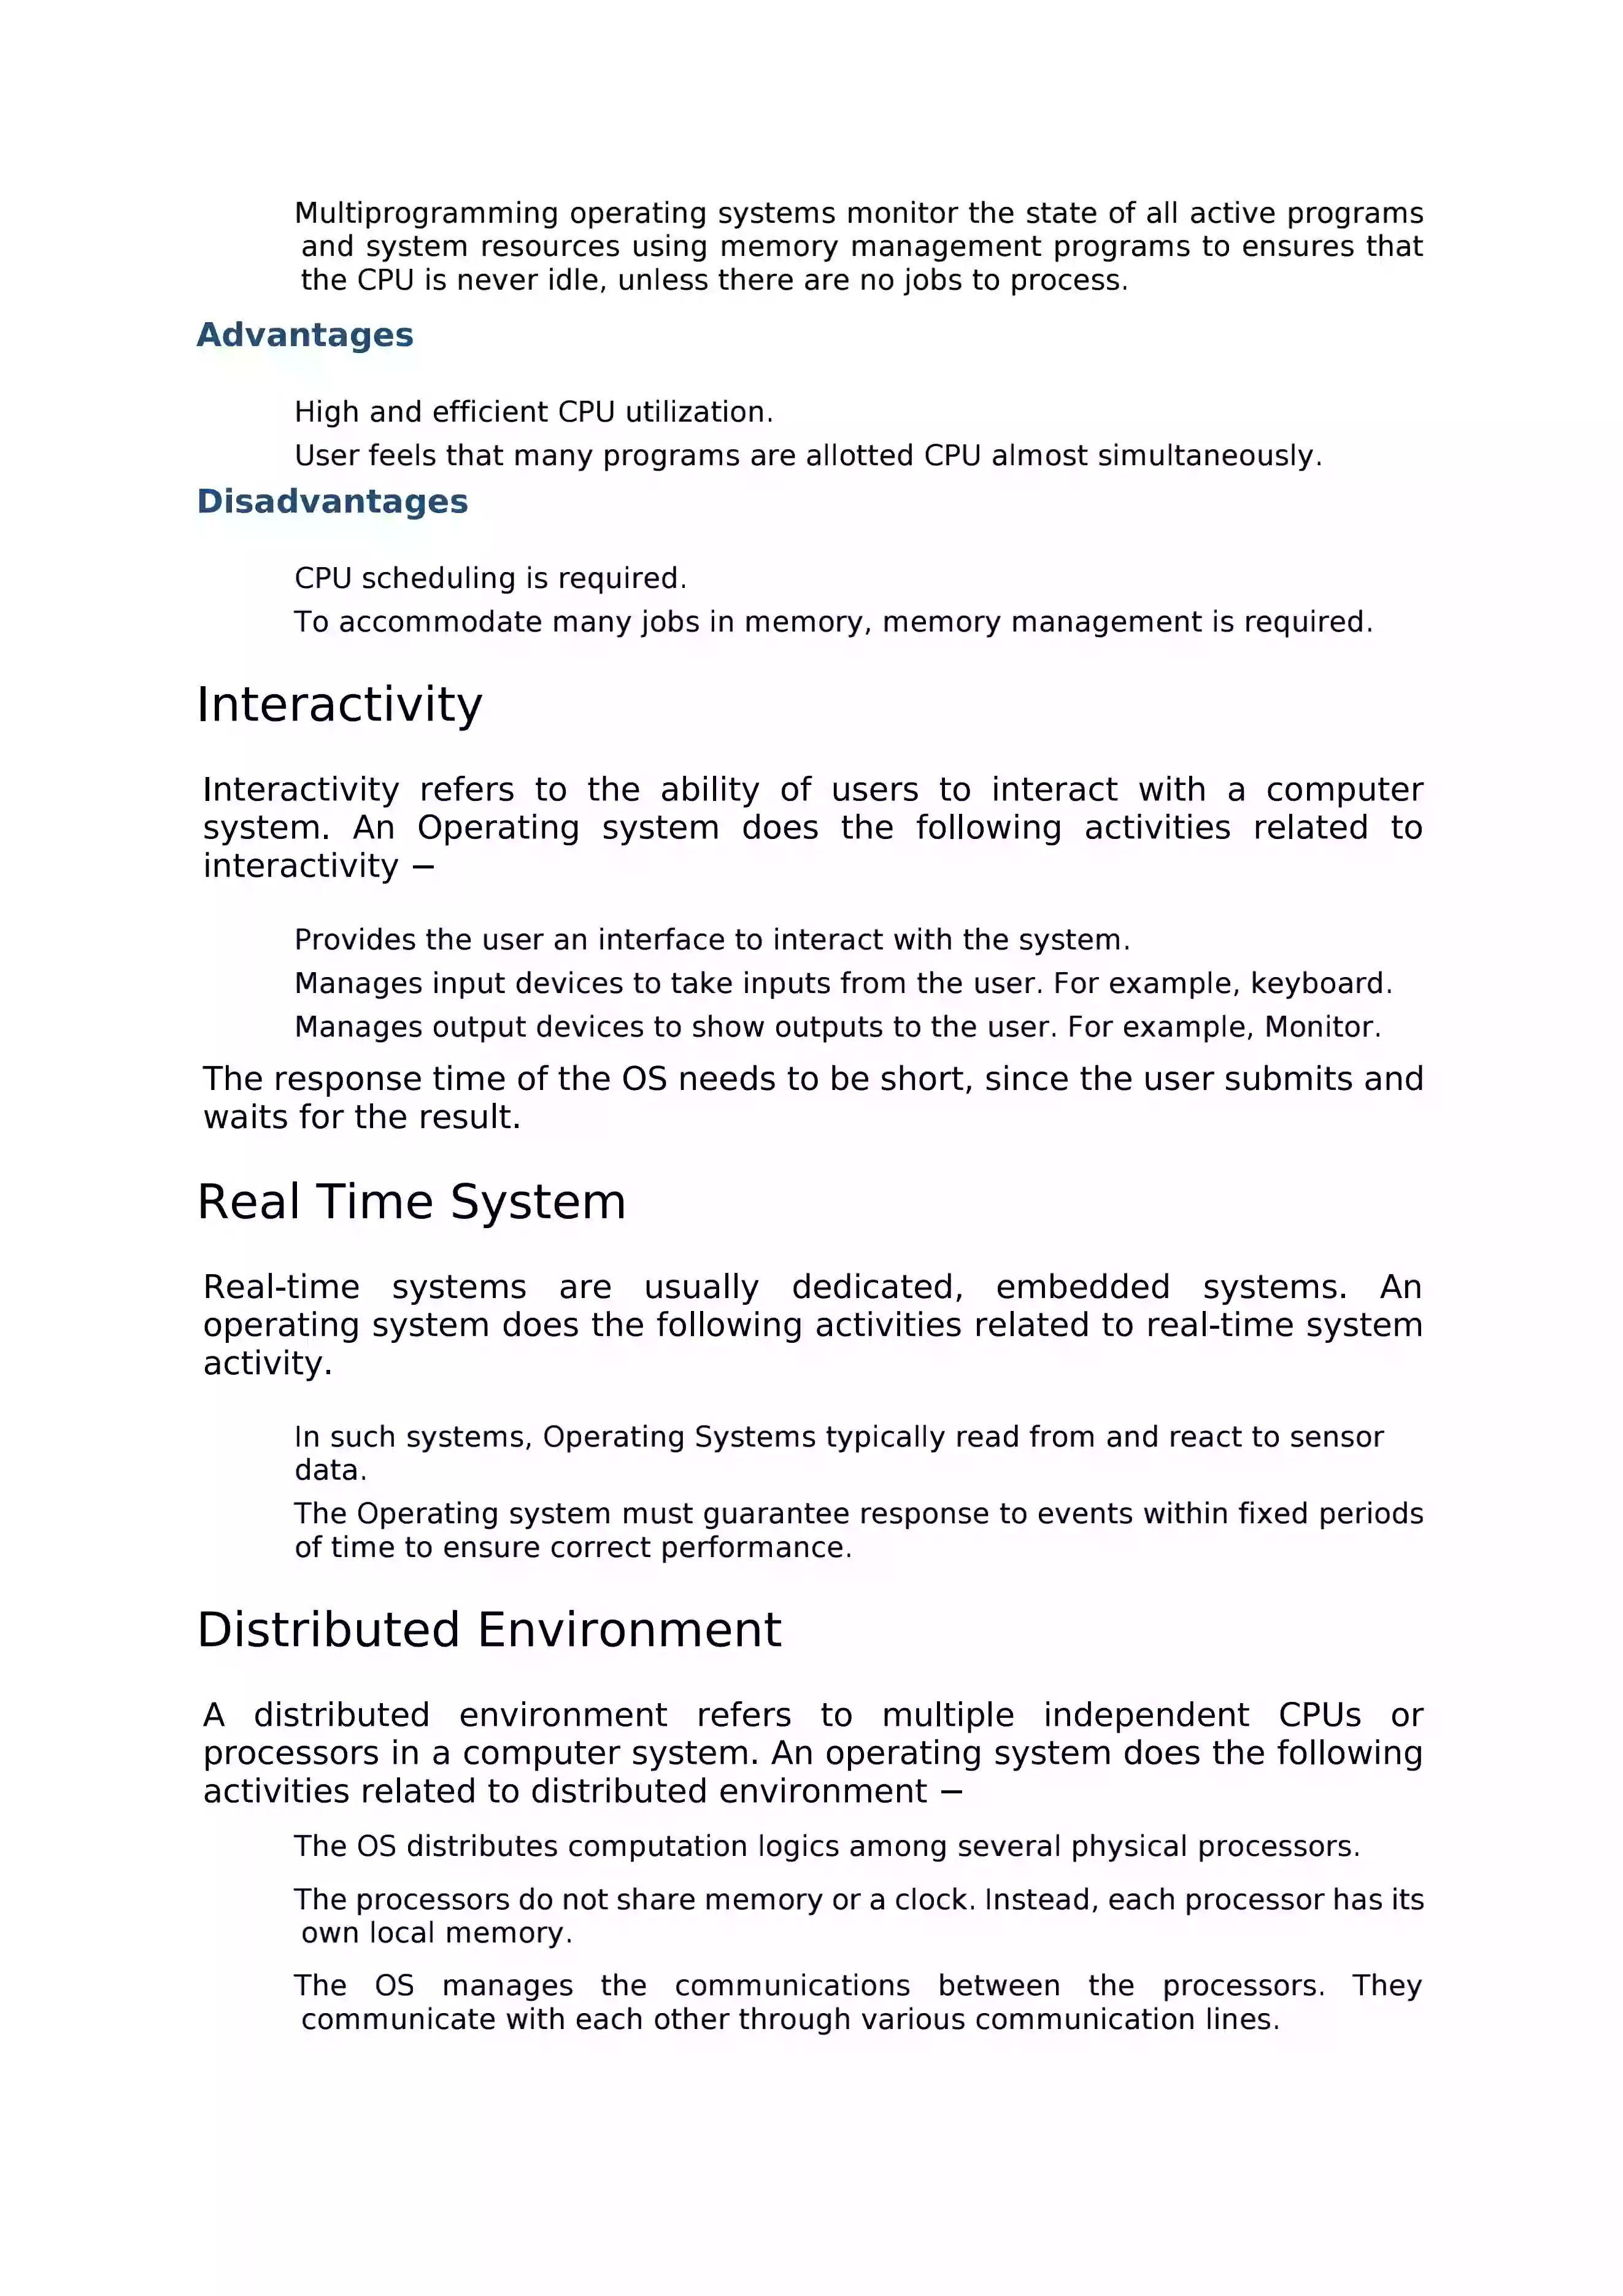 Multiprogramming operating systems monitor the state of all active programs
and system resources using memory management programs to ensures that
the CPU is never idle, unless there are no jobs to process.
Advantages
High and efficient CPU utilization.
User feels that many programs are allotted CPU almost simultaneously.
Disadvantages
CPU scheduling is required.
To accommodate many jobs in memory, memory management is required.
Interactivity
Interactivity refers to the ability of users to interact with a computer
system. An Operating system does the following activities related to
interactivity −
Provides the user an interface to interact with the system.
Manages input devices to take inputs from the user. For example, keyboard.
Manages output devices to show outputs to the user. For example, Monitor.
The response time of the OS needs to be short, since the user submits and
waits for the result.
Real Time System
Real-time systems are usually dedicated, embedded systems. An
operating system does the following activities related to real-time system
activity.
In such systems, Operating Systems typically read from and react to sensor
data.
The Operating system must guarantee response to events within fixed periods
of time to ensure correct performance.
Distributed Environment
A distributed environment refers to multiple independent CPUs or
processors in a computer system. An operating system does the following
activities related to distributed environment −
The OS distributes computation logics among several physical processors.
The processors do not share memory or a clock. Instead, each processor has its
own local memory.
The OS manages the communications between the processors. They
communicate with each other through various communication lines.